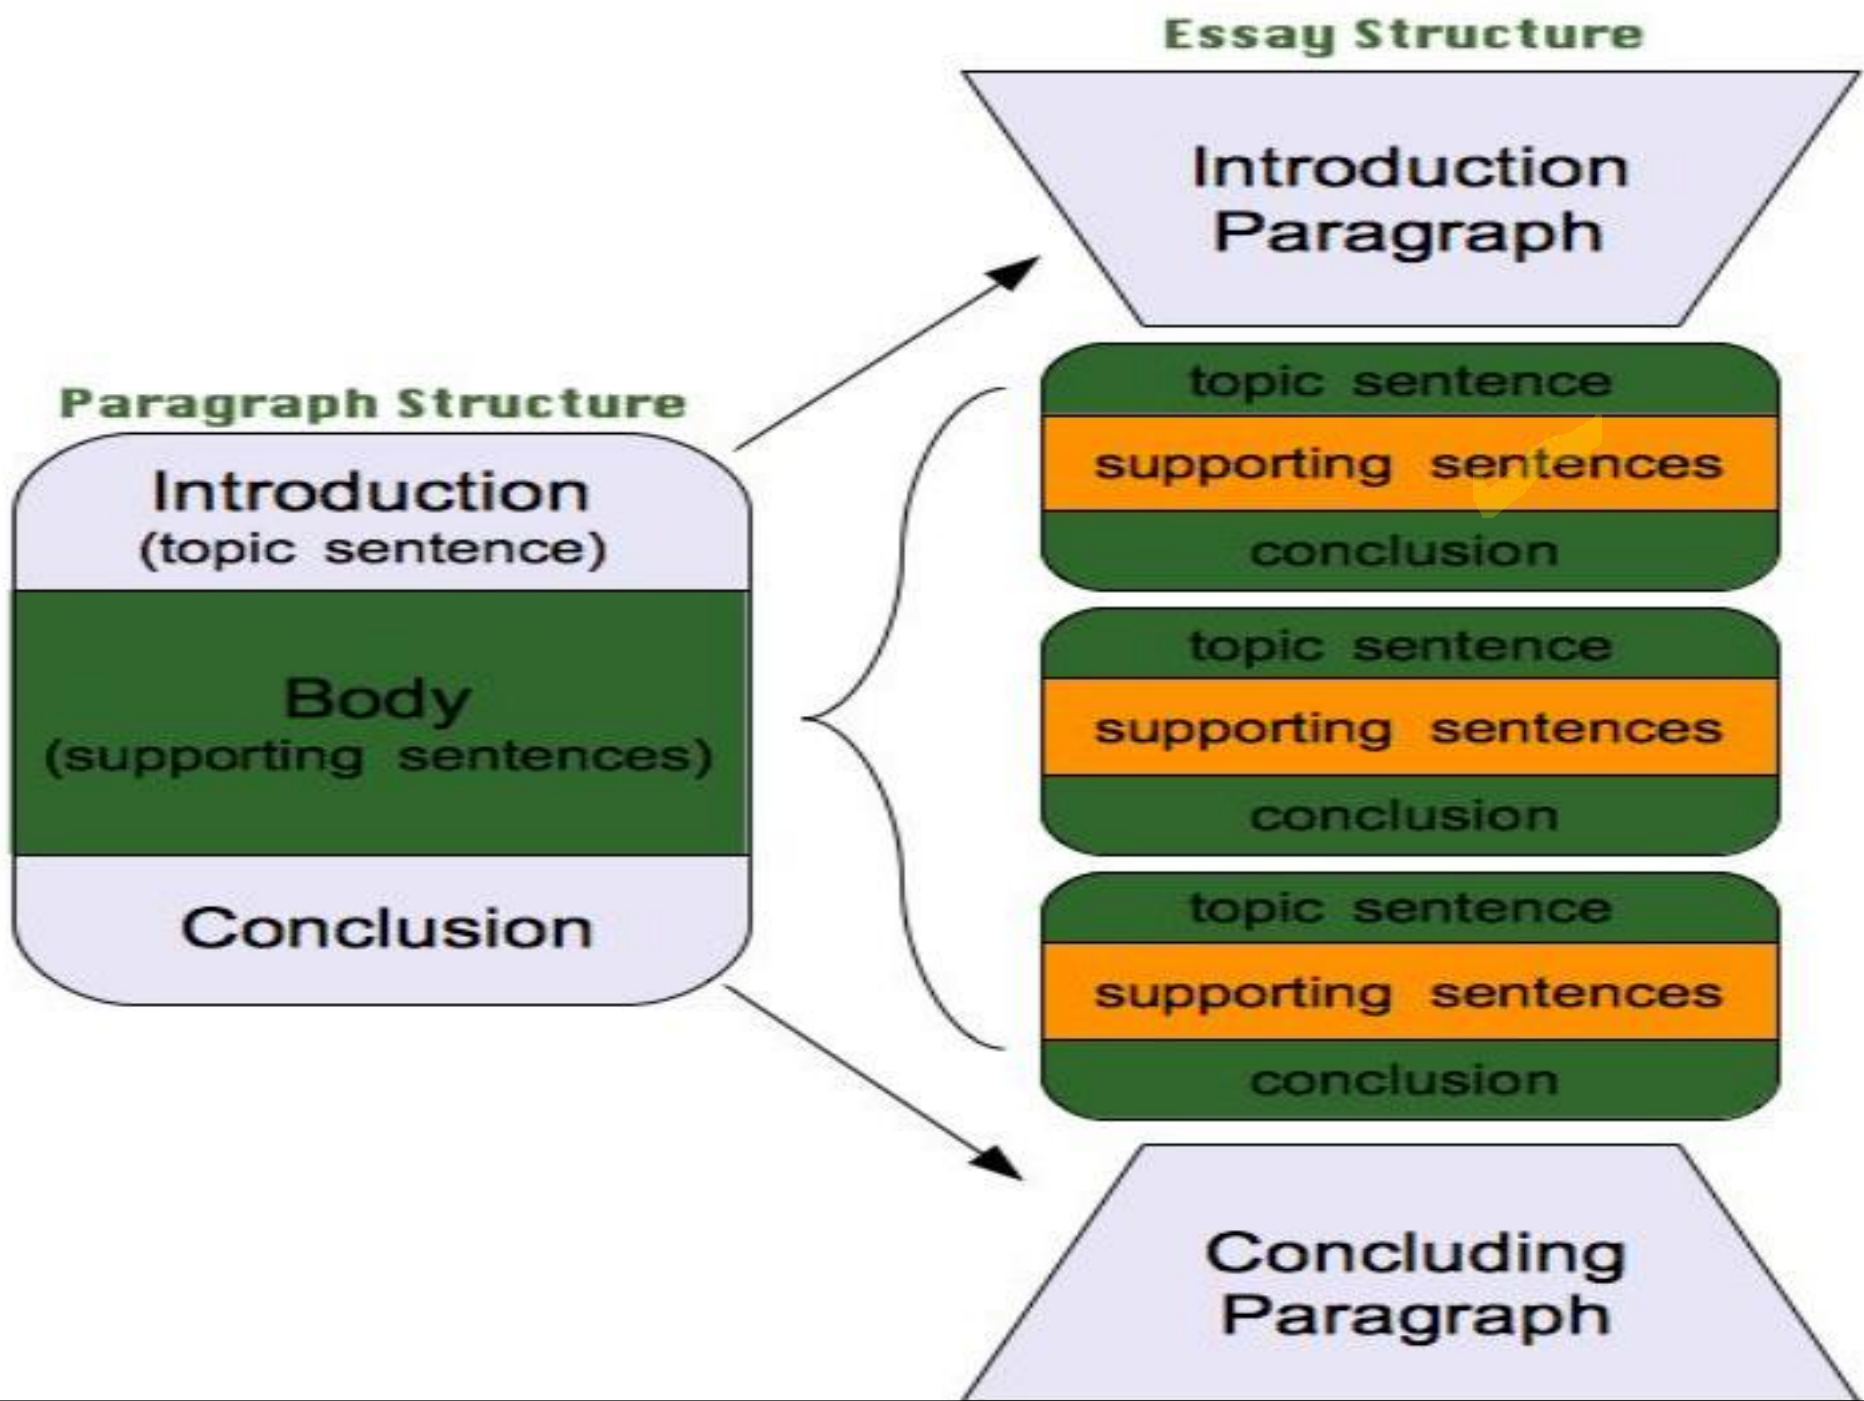 Essay Structure
Introduction
Paragraph
Paragraph Structure
Introduction
(topic sentence)
Body
(supporting sentences)
Conclusion
topic sentence
supporting sentences
conclusion
topic sentence
supporting sentences
conclusion
topic sentence
supporting sentences
conclusion
Concluding
Paragraph